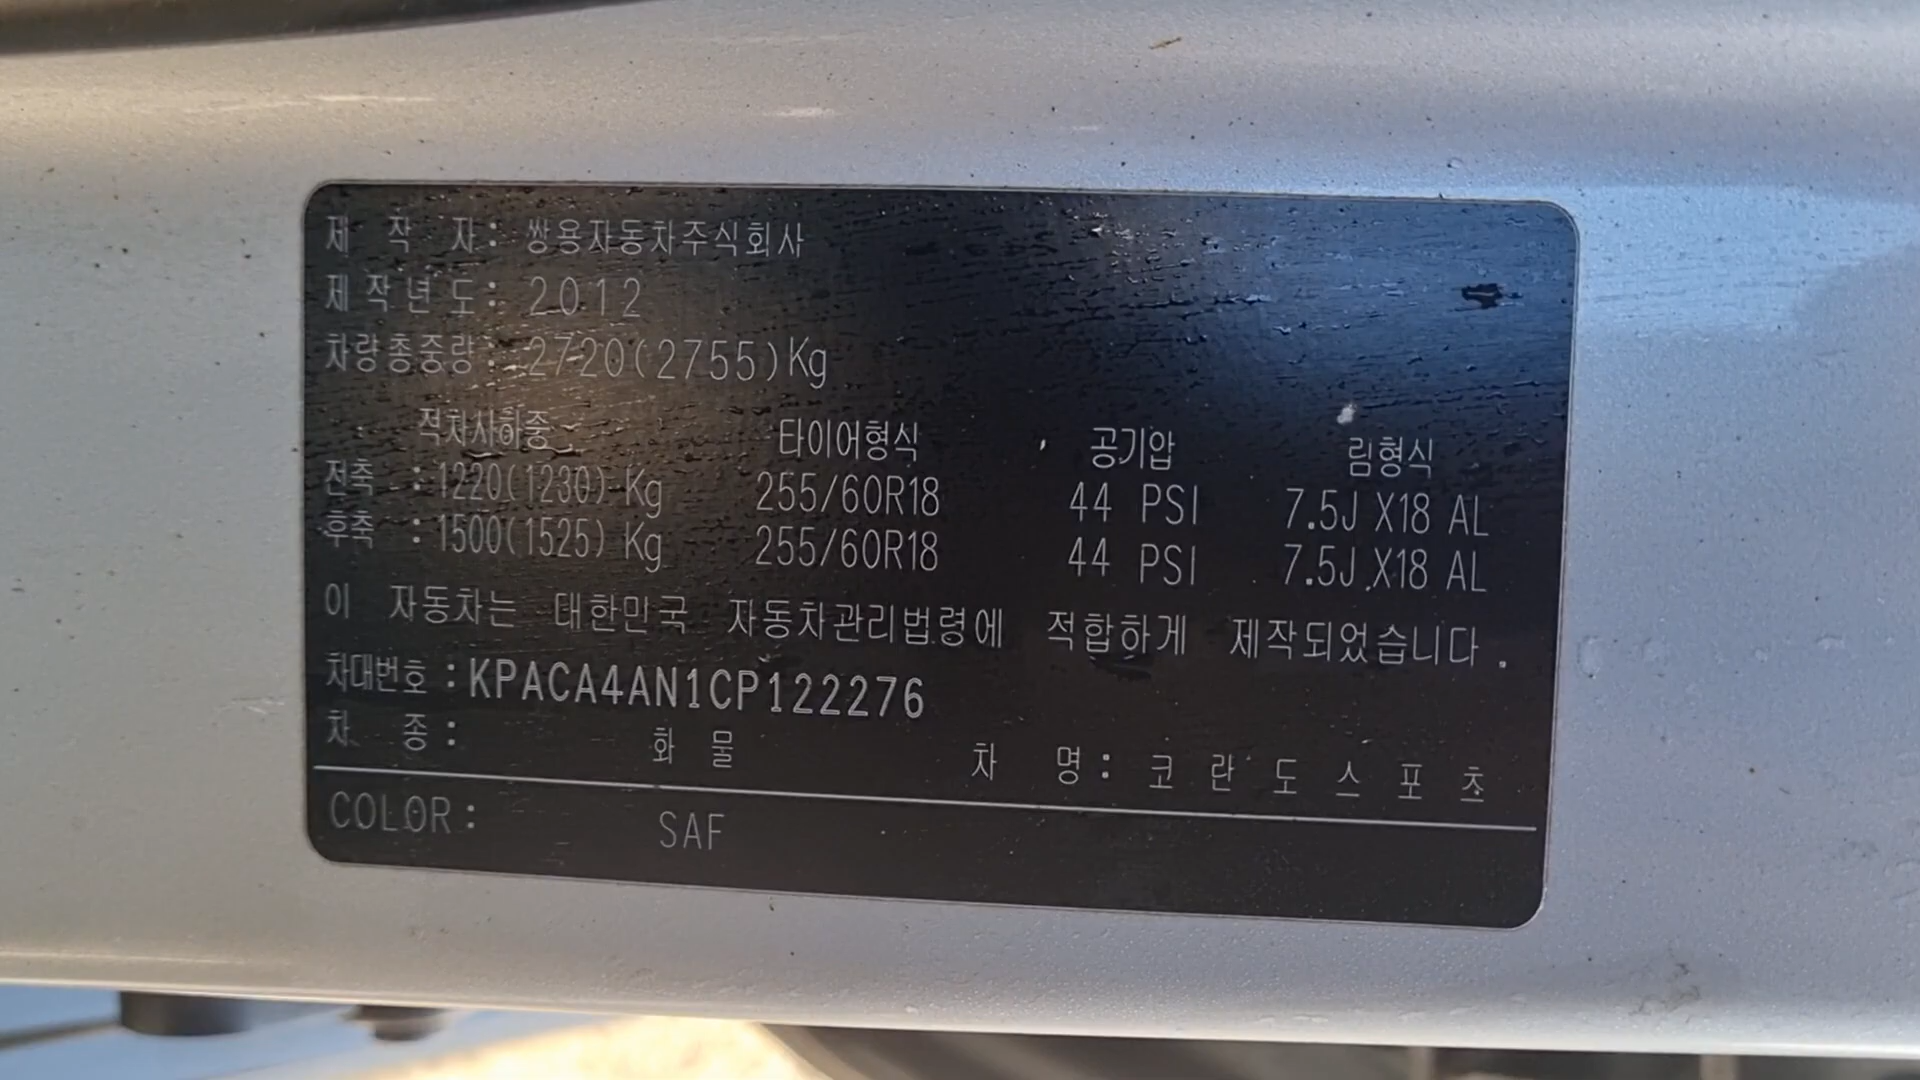 제 작 자: 쌍용자동차주식회사
제작년도: 2012
차량총중량: 2720(2755)Kg
적차시하중 타이어형식 공기압 림형식
전축 : 1220(1230) Kg 255/60R18 44 PSI 7.5J X18 AL
후축 : 1500(1525) Kg 255/60R18 44 PSI 7.5J X18 AL
이 자동차는 대한민국 자동차관리법령에 적합하게 제작되었습니다.
차대번호 : KPACA4AN1CP122276
차 종: 화 물 차 명: 코 란 도 스 포 츠
COLOR: SAF